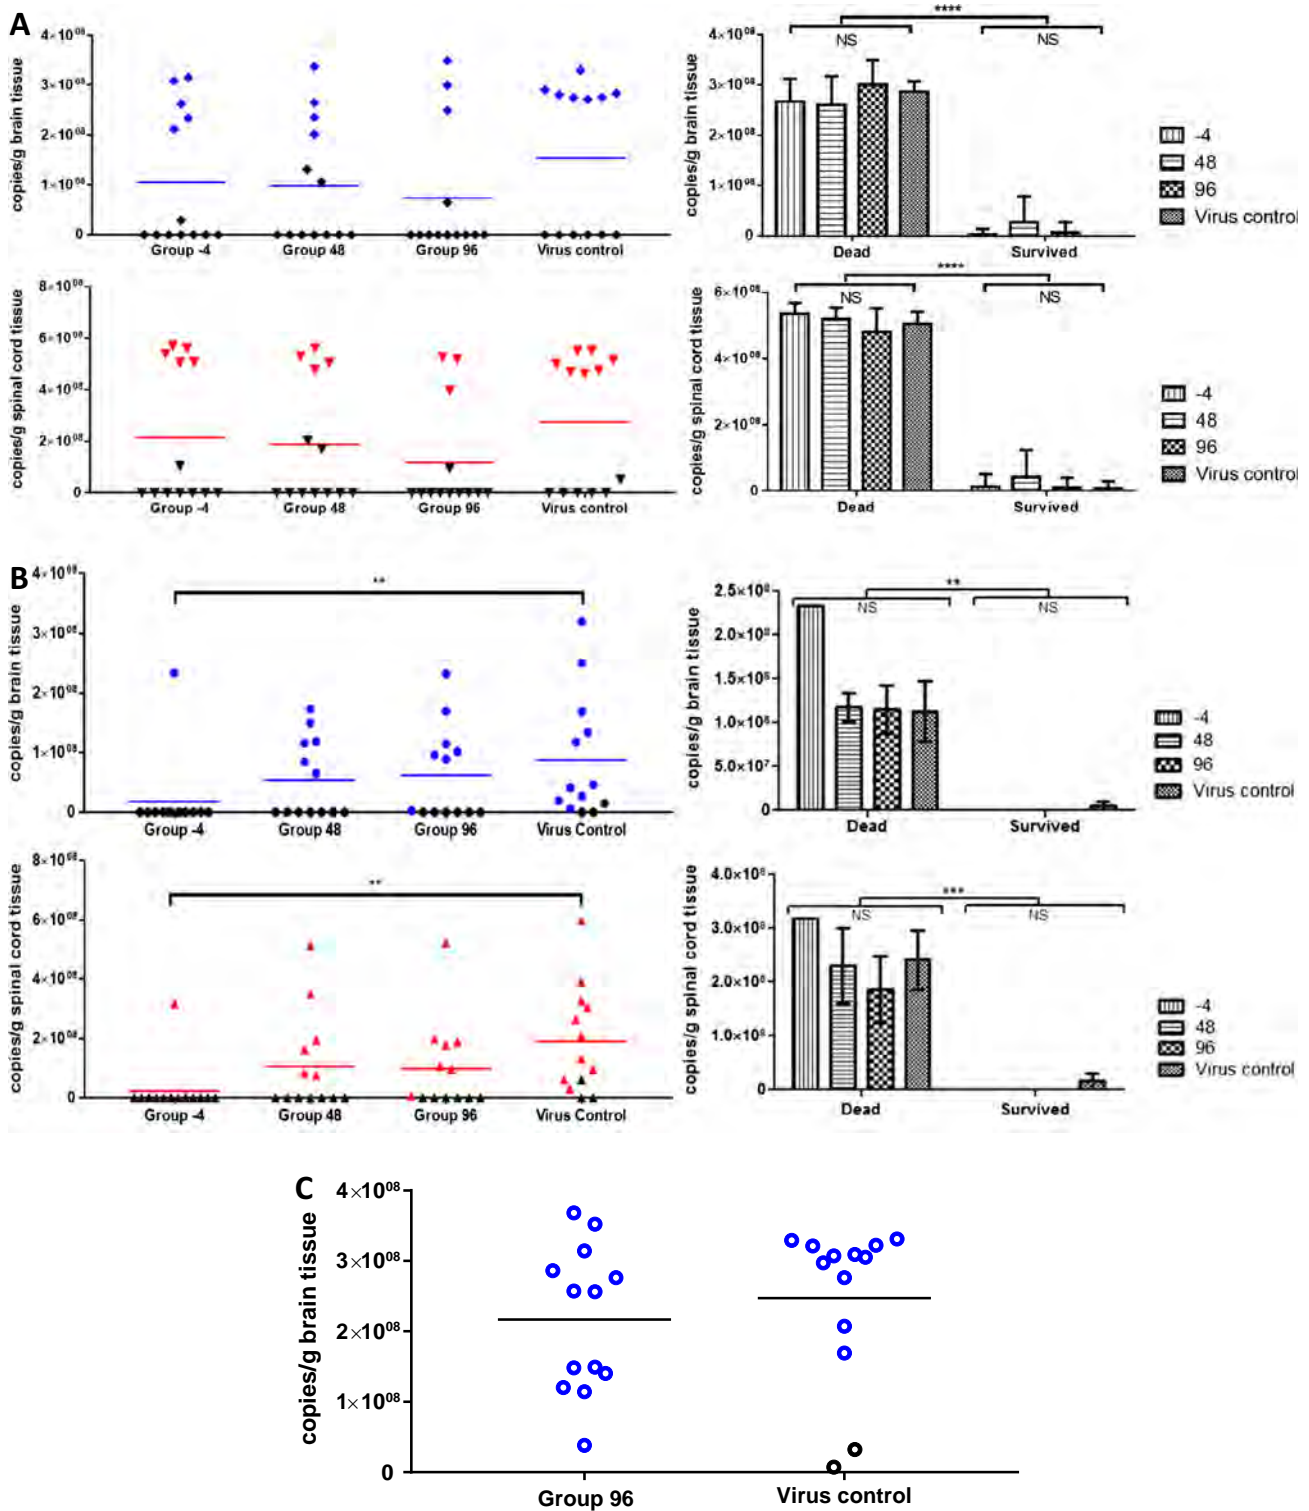 A
copies/g brain tissue
4×10⁰⁸
3×10⁰⁸
2×10⁰⁸
1×10⁰⁸
0
Group -4 Group 48 Group 96 Virus control
copies/g brain tissue
4×10⁰⁸
3×10⁰⁸
2×10⁰⁸
1×10⁰⁸
0
****
NS NS
Dead Survived
-4
48
96
Virus control
copies/g spinal cord tissue
8×10⁰⁸
6×10⁰⁸
4×10⁰⁸
2×10⁰⁸
0
Group -4 Group 48 Group 96 Virus control
copies/g spinal cord tissue
6×10⁰⁸
4×10⁰⁸
2×10⁰⁸
0
****
NS NS
Dead Survived
-4
48
96
Virus control
B
copies/g brain tissue
4×10⁰⁸
3×10⁰⁸
2×10⁰⁸
1×10⁰⁸
0
**
Group -4 Group 48 Group 96 Virus Control
copies/g brain tissue
2.5×10⁸
2.0×10⁸
1.5×10⁸
1.0×10⁸
5.0×10⁷
0
**
NS NS
Dead Survived
-4
48
96
Virus control
copies/g spinal cord tissue
8×10⁰⁸
6×10⁰⁸
4×10⁰⁸
2×10⁰⁸
0
**
Group -4 Group 48 Group 96 Virus Control
copies/g spinal cord tissue
4.0×10⁸
3.0×10⁸
2.0×10⁸
1.0×10⁸
0
***
NS NS
Dead Survived
-4
48
96
Virus control
C
copies/g brain tissue
4×10⁰⁸
3×10⁰⁸
2×10⁰⁸
1×10⁰⁸
0
Group 96 Virus control